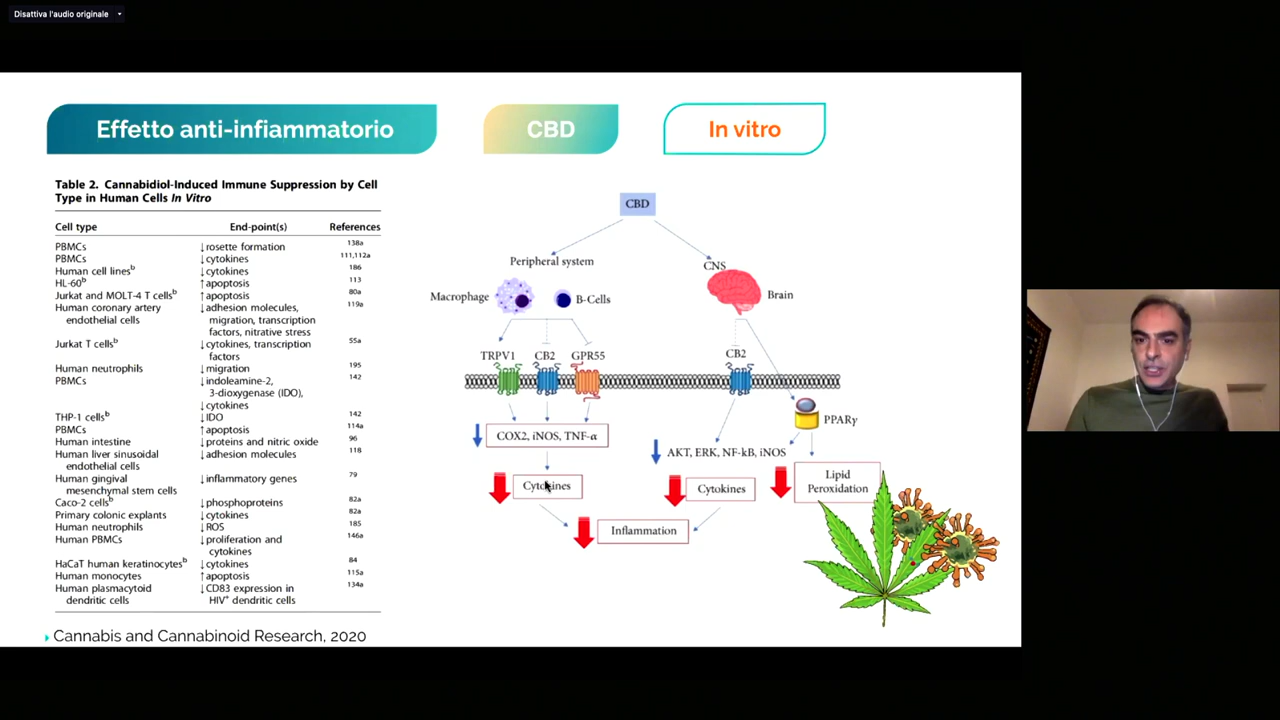 Disattiva l'audio originale
Effetto anti-infiammatorio
CBD
In vitro
Table 2. Cannabidiol-Induced Immune Suppression by Cell
Type in Human Cells In Vitro
Cell type End-point(s) References
PBMCs ↓rosette formation 138a
PBMCs ↓cytokines 111,112a
Human cell linesb ↓cytokines 186
HL-60b ↑apoptosis 113
Jurkat and MOLT-4 T cellsb ↑apoptosis 80a
Human coronary artery ↓adhesion molecules, 119a
endothelial cells migration, transcription
factors, nitrative stress
Jurkat T cellsb ↓cytokines, transcription 55a
factors
Human neutrophils ↓migration 195
PBMCs ↓indoleamine-2, 142
3-dioxygenase (IDO),
↓cytokines
THP-1 cellsb ↓IDO 142
PBMCs ↑apoptosis 114a
Human intestine ↓proteins and nitric oxide 96
Human liver sinusoidal ↓adhesion molecules 118
endothelial cells
Human gingival ↓inflammatory genes 79
mesenchymal stem cells
Caco-2 cellsb ↓phosphoproteins 82a
Primary colonic explants ↓cytokines 82a
Human neutrophils ↓ROS 185
Human PBMCs ↓proliferation and 146a
cytokines
HaCaT human keratinocytesb ↓cytokines 84
Human monocytes ↑apoptosis 115a
Human plasmacytoid ↓CD83 expression in 134a
dendritic cells HIV+ dendritic cells
Cannabis and Cannabinoid Research, 2020
CBD
Peripheral system
CNS
Macrophage
B-Cells
Brain
TRPV1 CB2 GPR55
CB2
PPARγ
COX2, iNOS, TNF-α
AKT, ERK, NF-kB, iNOS
Cytokines
Cytokines
Lipid
Peroxidation
Inflammation